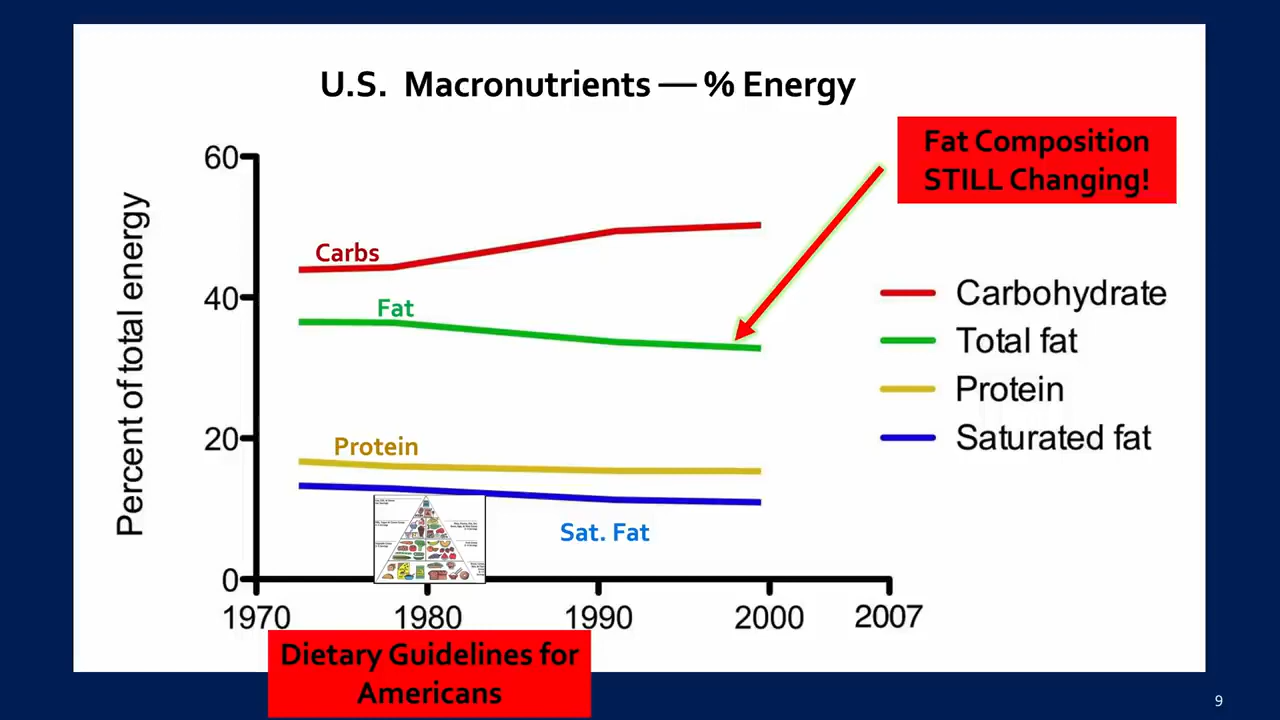 U.S. Macronutrients — % Energy
Fat Composition
STILL Changing!
Percent of total energy
60
40
20
0
Carbs
Fat
Protein
Sat. Fat
Carbohydrate
Total fat
Protein
Saturated fat
1970 1980 1990 2000 2007
Dietary Guidelines for
Americans
9